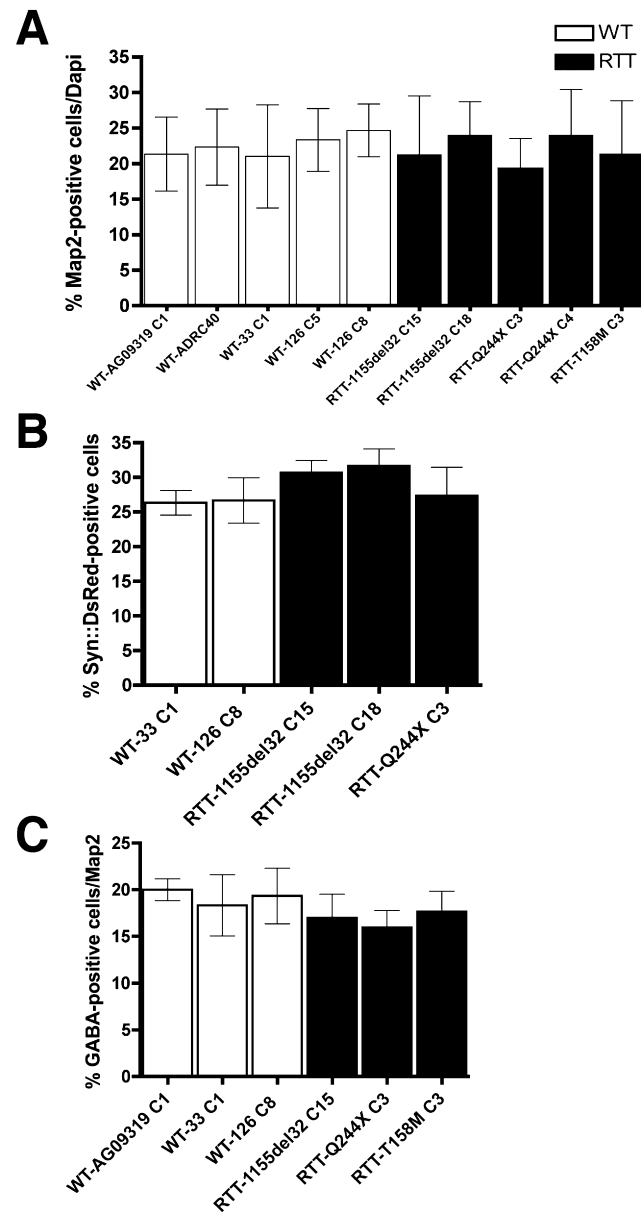 A
WT
RTT
% Map2-positive cells/Dapi
35
30
25
20
15
10
5
0
WT-AG09319 C1
WT-ADRC40
WT-33 C1
WT-126 C5
WT-126 C8
RTT-1155del32 C15
RTT-1155del32 C18
RTT-Q244X C3
RTT-Q244X C4
RTT-T158M C3
B
% Syn::DsRed-positive cells
35
30
25
20
15
10
5
0
WT-33 C1
WT-126 C8
RTT-1155del32 C15
RTT-1155del32 C18
RTT-Q244X C3
C
% GABA-positive cells/Map2
25
20
15
10
5
0
WT-AG09319 C1
WT-33 C1
WT-126 C8
RTT-1155del32 C15
RTT-Q244X C3
RTT-T158M C3